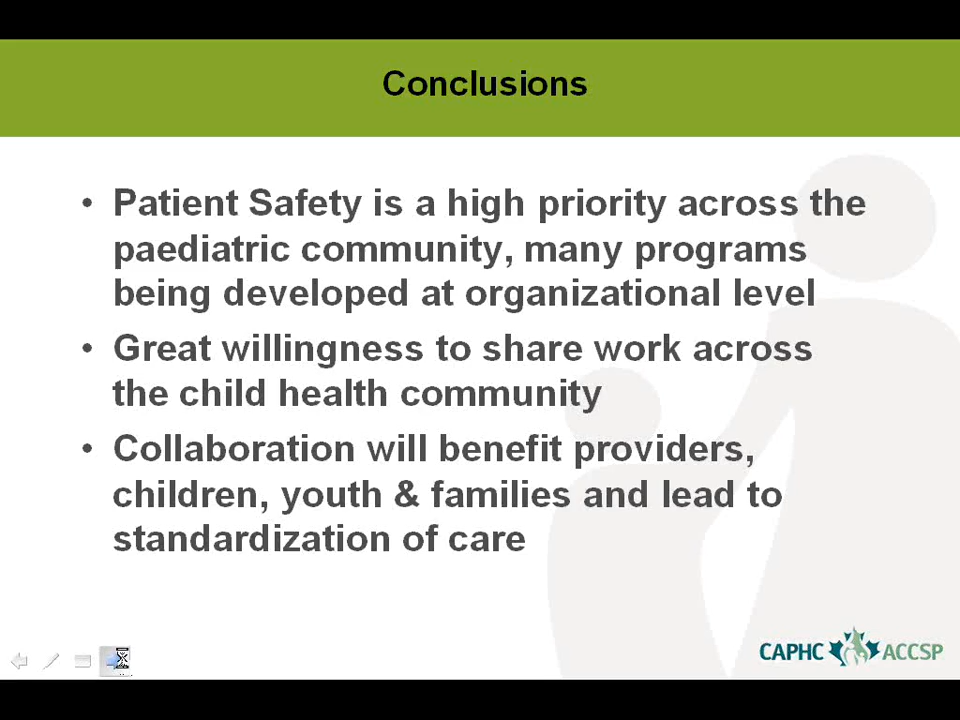 Conclusions
• Patient Safety is a high priority across the
paediatric community, many programs
being developed at organizational level
• Great willingness to share work across
the child health community
• Collaboration will benefit providers,
children, youth & families and lead to
standardization of care
CAPHC ACCSP